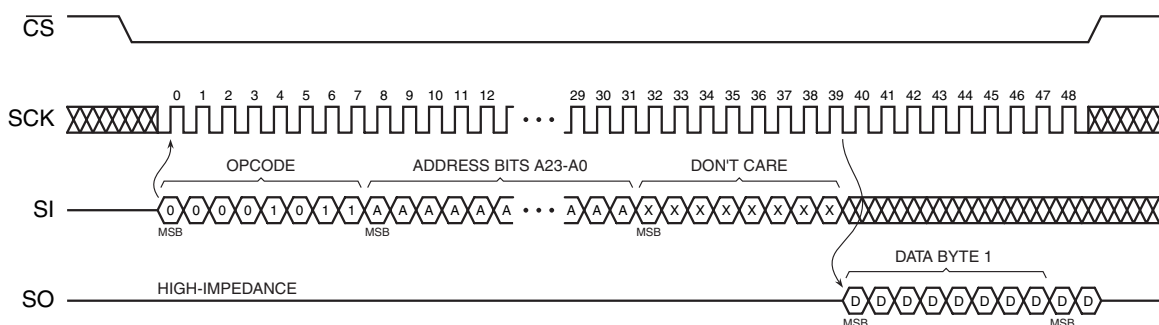 CS
SCK
0 1 2 3 4 5 6 7 8 9 10 11 12 29 30 31 32 33 34 35 36 37 38 39 40 41 42 43 44 45 46 47 48
• • •
OPCODE ADDRESS BITS A23-A0 DON'T CARE
SI
0 0 0 0 1 0 1 1 A A A A A A • • • A A A X X X X X X X X
MSB MSB MSB
DATA BYTE 1
HIGH-IMPEDANCE
SO
D D D D D D D D D D
MSB MSB